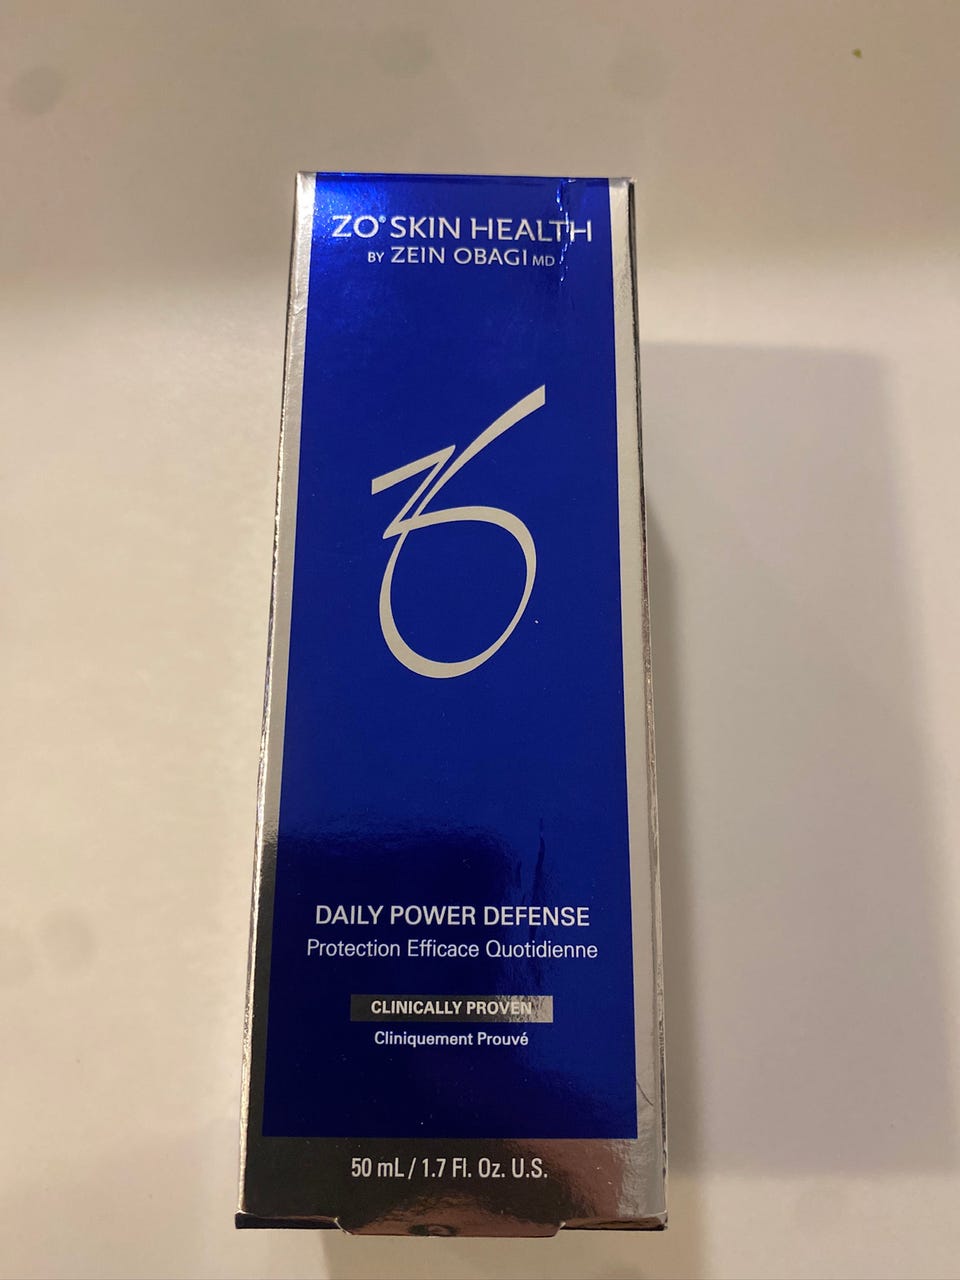 ZO® SKIN HEALTH
BY ZEIN OBAGI MD
DAILY POWER DEFENSE
Protection Efficace Quotidienne
CLINICALLY PROVEN
Cliniquement Prouvé
50 mL / 1.7 Fl. Oz. U.S.